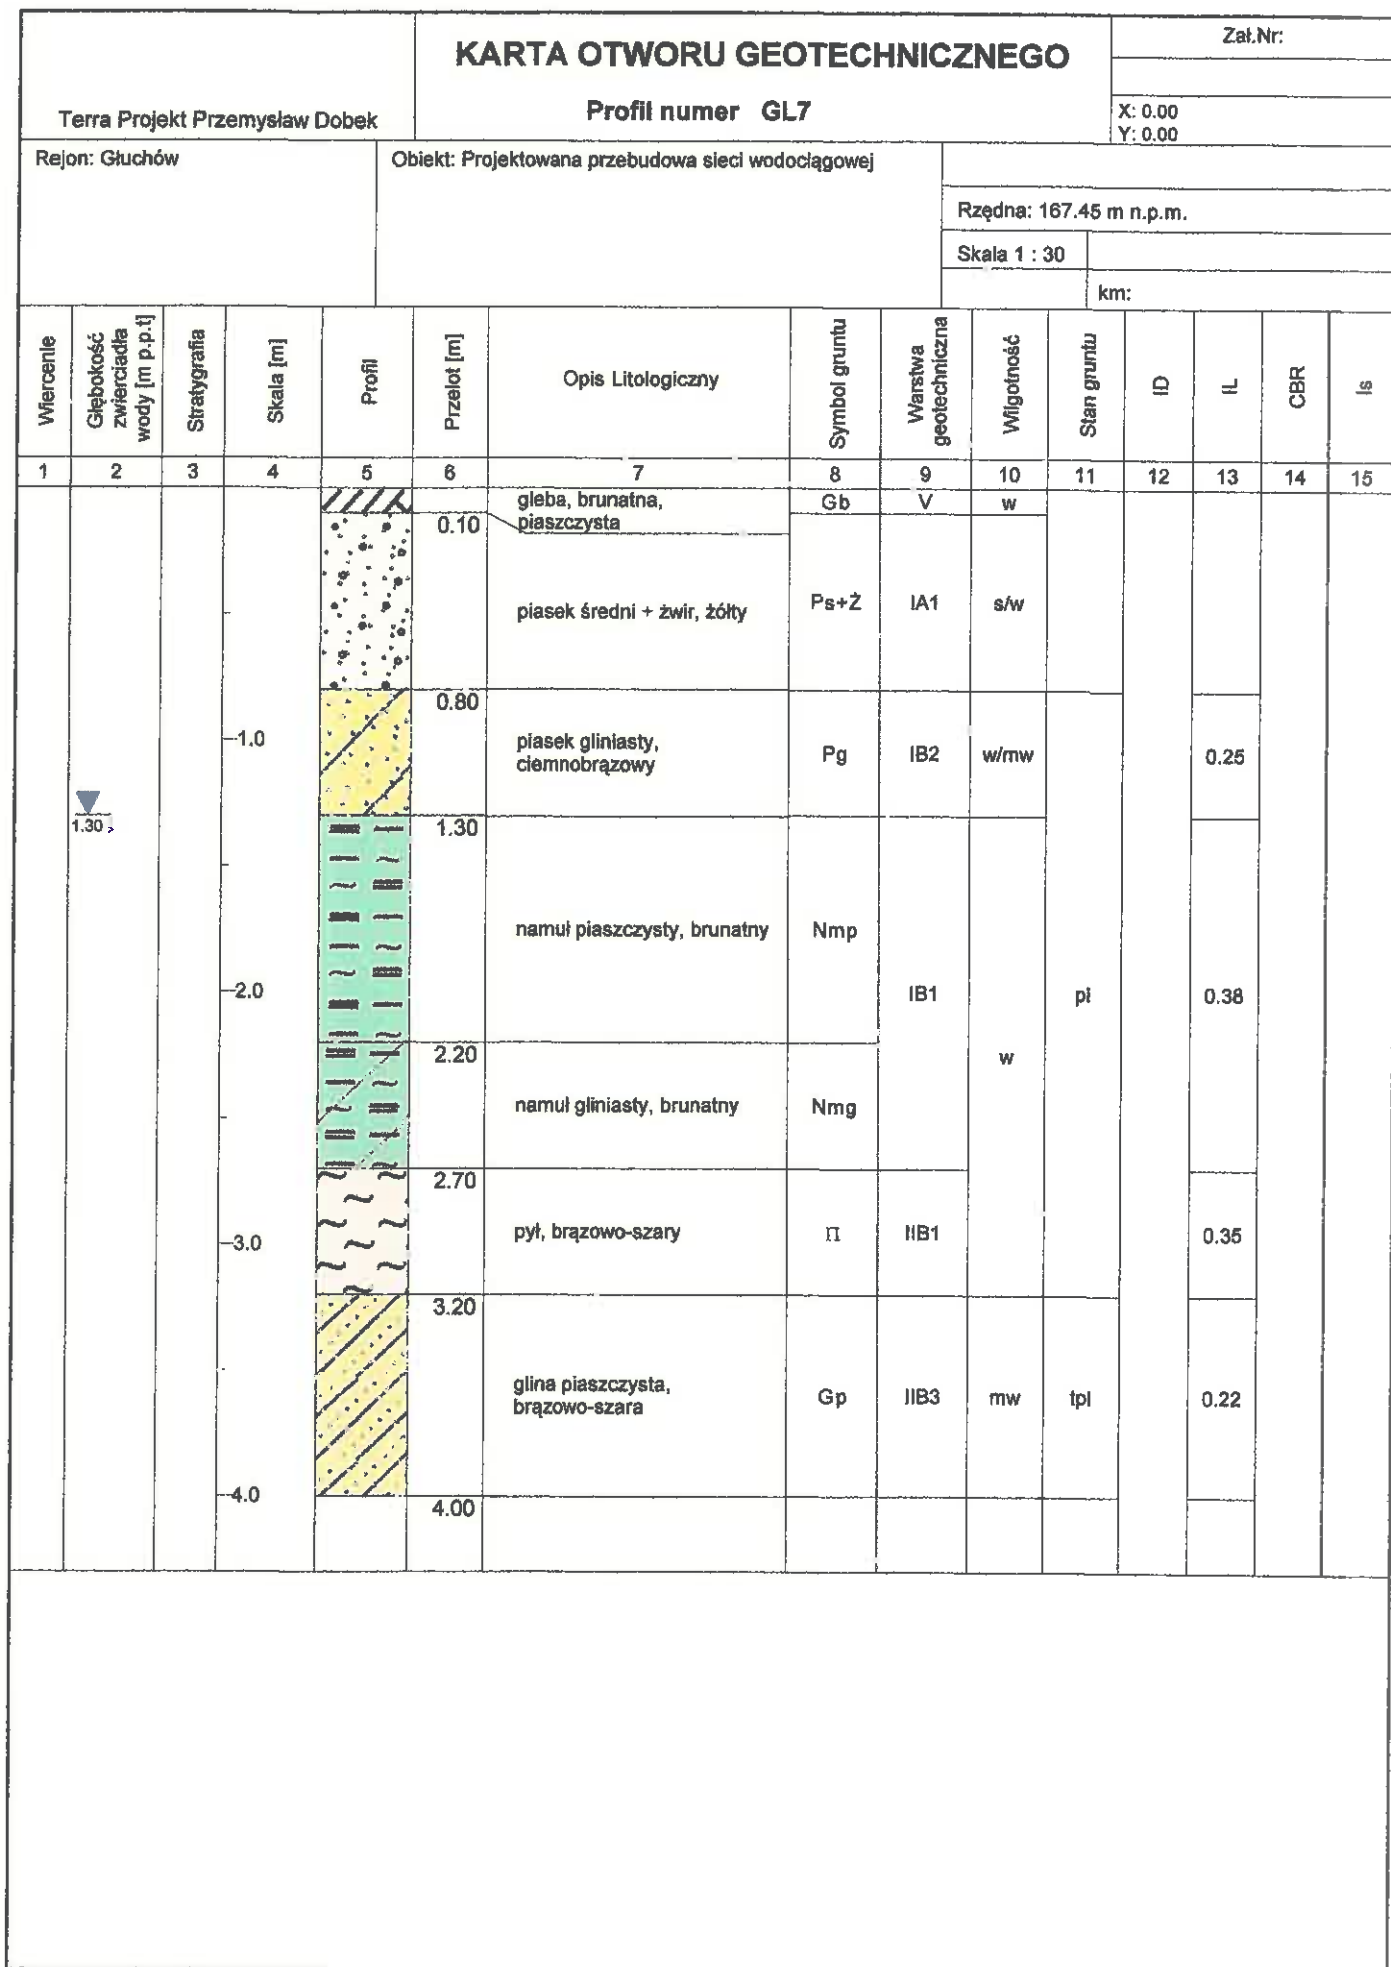 KARTA OTWORU GEOTECHNICZNEGO
Profil numer GL7
Zał.Nr:
Terra Projekt Przemysław Dobek
X: 0.00
Y: 0.00
Rejon: Głuchów
Obiekt: Projektowana przebudowa sieci wodociągowej
Rzędna: 167.45 m n.p.m.
Skala 1 : 30
km:
Wiercenie
Głębokość zwierciadła wody [m p.p.t]
Stratygrafia
Skala [m]
Profil
Przelot [m]
Opis Litologiczny
Symbol gruntu
Warstwa geotechniczna
Wilgotność
Stan gruntu
ID
IL
CBR
Is
1 2 3 4 5 6 7 8 9 10 11 12 13 14 15
gleba, brunatna,
piaszczysta
Gb V w
0.10
piasek średni + żwir, żółty
Ps+Ż IA1 s/w
0.80
-1.0
piasek gliniasty,
ciemnobrązowy
Pg IB2 w/mw 0.25
1.30
1.30
namuł piaszczysty, brunatny
Nmp
-2.0
IB1 pl 0.38
2.20
w
namuł gliniasty, brunatny
Nmg
2.70
-3.0
pył, brązowo-szary
Π IIB1 0.35
3.20
glina piaszczysta,
brązowo-szara
Gp IIB3 mw tpl 0.22
-4.0
4.00